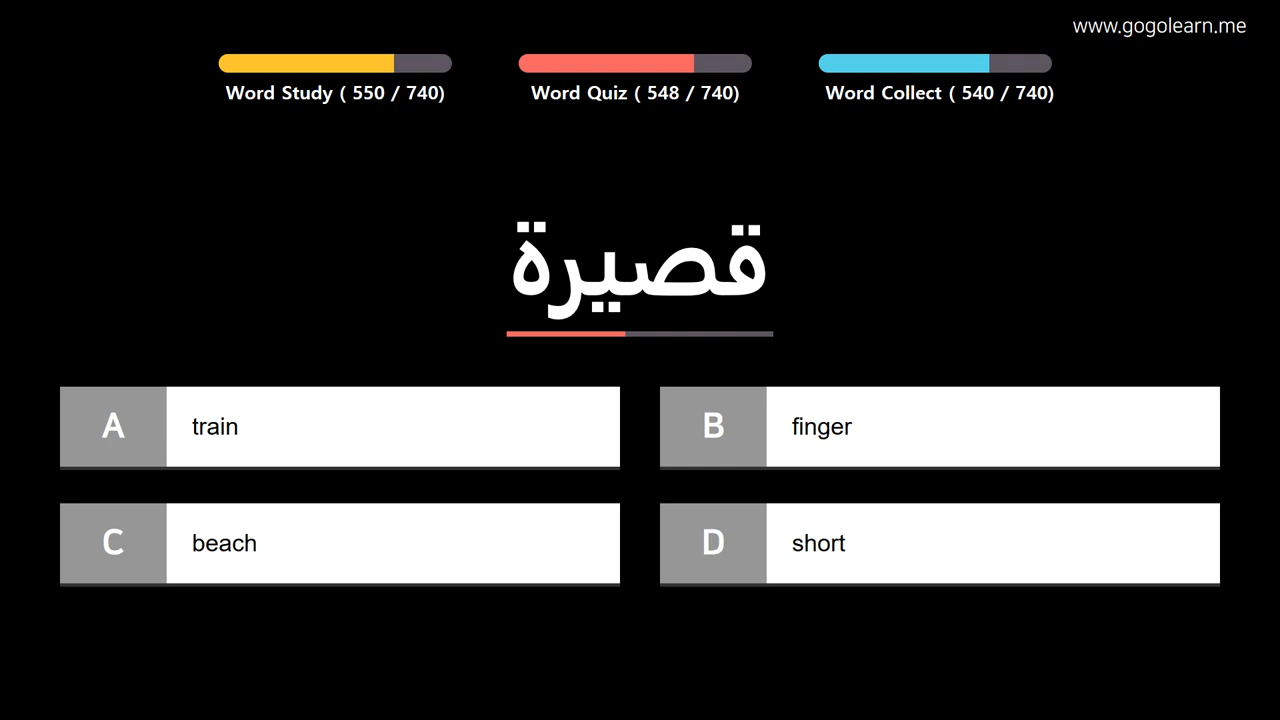 www.gogolearn.me
Word Study ( 550 / 740)
Word Quiz ( 548 / 740)
Word Collect ( 540 / 740)
قصيرة
A train
B finger
C beach
D short